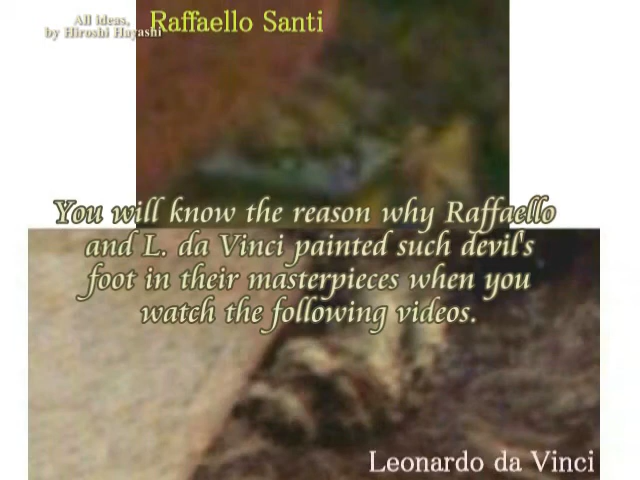 All ideas,
by Hiroshi Hayashi
Raffaello Santi
You will know the reason why Raffaello
and L. da Vinci painted such devil's
foot in their masterpieces when you
watch the following videos.
Leonardo da Vinci